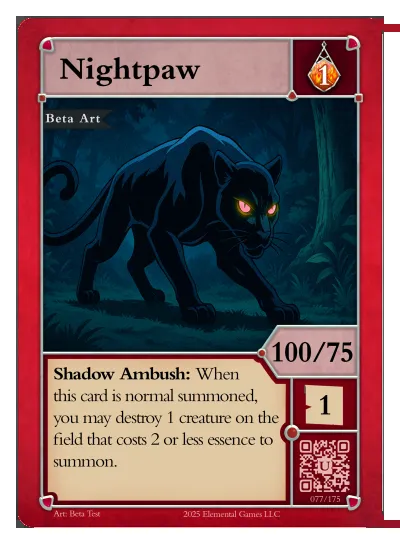 Nightpaw
1
Beta Art
100/75
Shadow Ambush: When
this card is normal summoned,
you may destroy 1 creature on the
field that costs 2 or less essence to
summon.
1
U
077/175
Art: Beta Test
2025 Elemental Games LLC